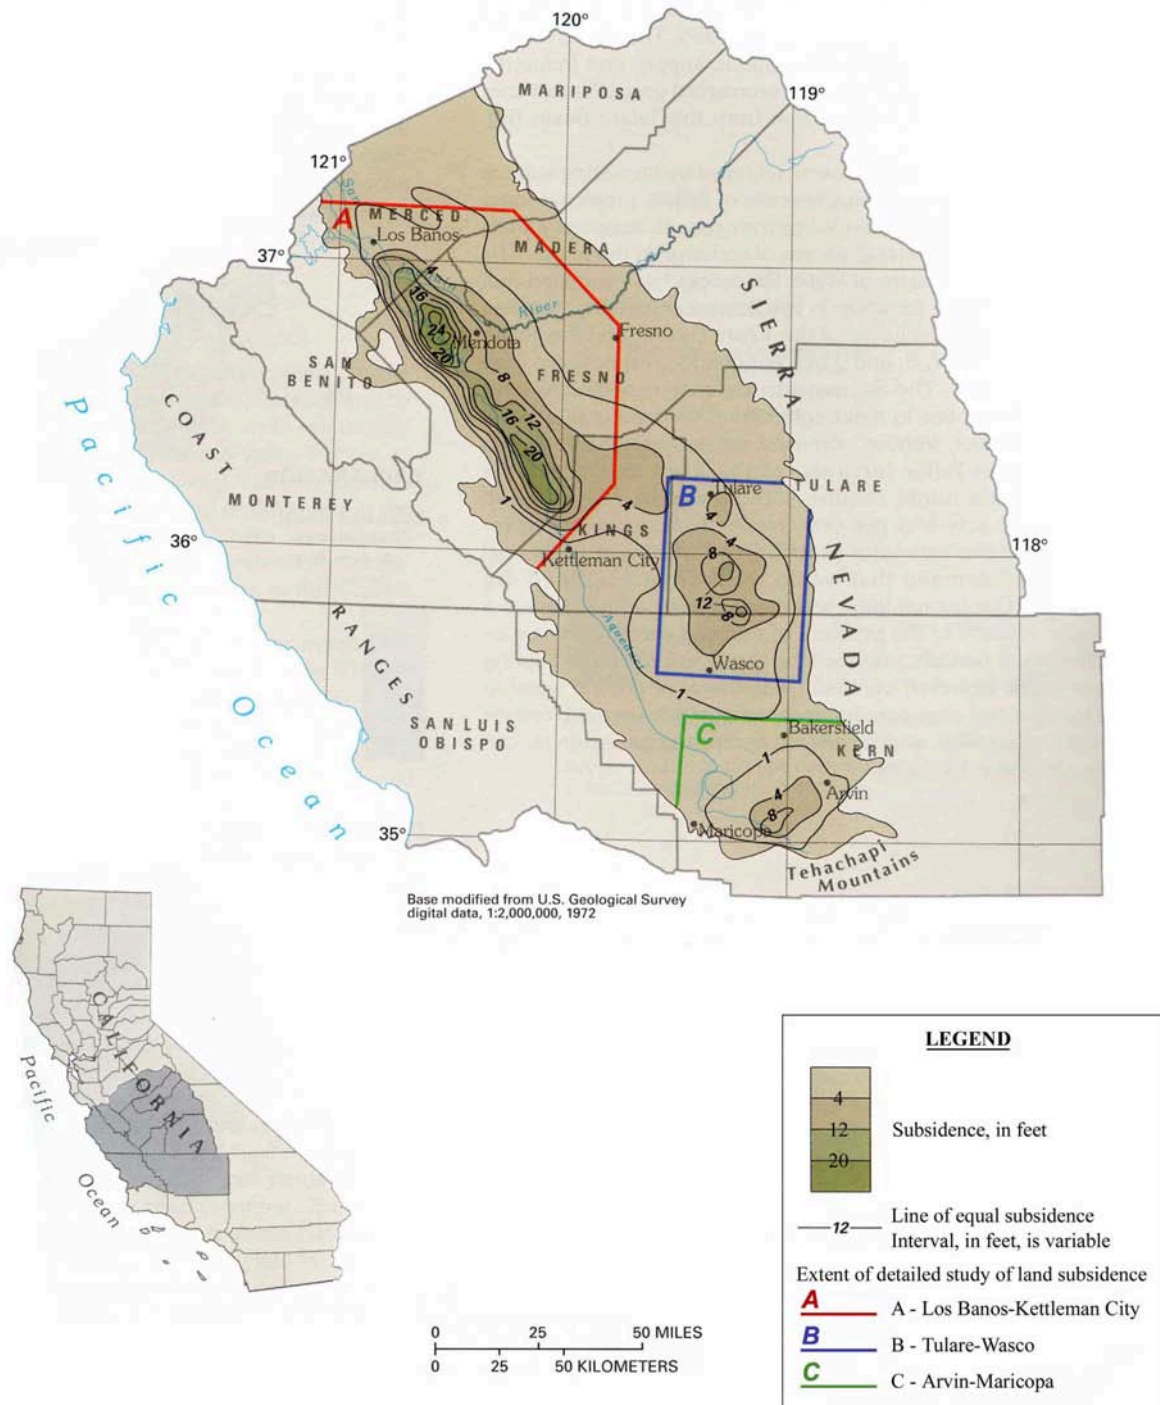 120°
MARIPOSA
119°
121°
San
A
MERCED
Los Banos
MADERA
37°
4
16
River
SIERRA
24
Mendota
Fresno
20
SAN
BENITO
8
FRESNO
Pacific
COAST
16
12
20
MONTEREY
1
4
B
Tulare
TULARE
4
KINGS
4
36°
Kettleman City
8
NEVADA
118°
12
8
RANGES
Aqueduct
Wasco
1
Ocean
SAN LUIS
OBISPO
C
Bakersfield
KERN
1
4
Arvin
8
35°
Maricopa
Tehachapi
Mountains
Base modified from U.S. Geological Survey
digital data, 1:2,000,000, 1972
CALIFORNIA
Pacific
Ocean
LEGEND
4
12
20
Subsidence, in feet
12
Line of equal subsidence
Interval, in feet, is variable
Extent of detailed study of land subsidence
A A - Los Banos-Kettleman City
B B - Tulare-Wasco
C C - Arvin-Maricopa
0 25 50 MILES
0 25 50 KILOMETERS